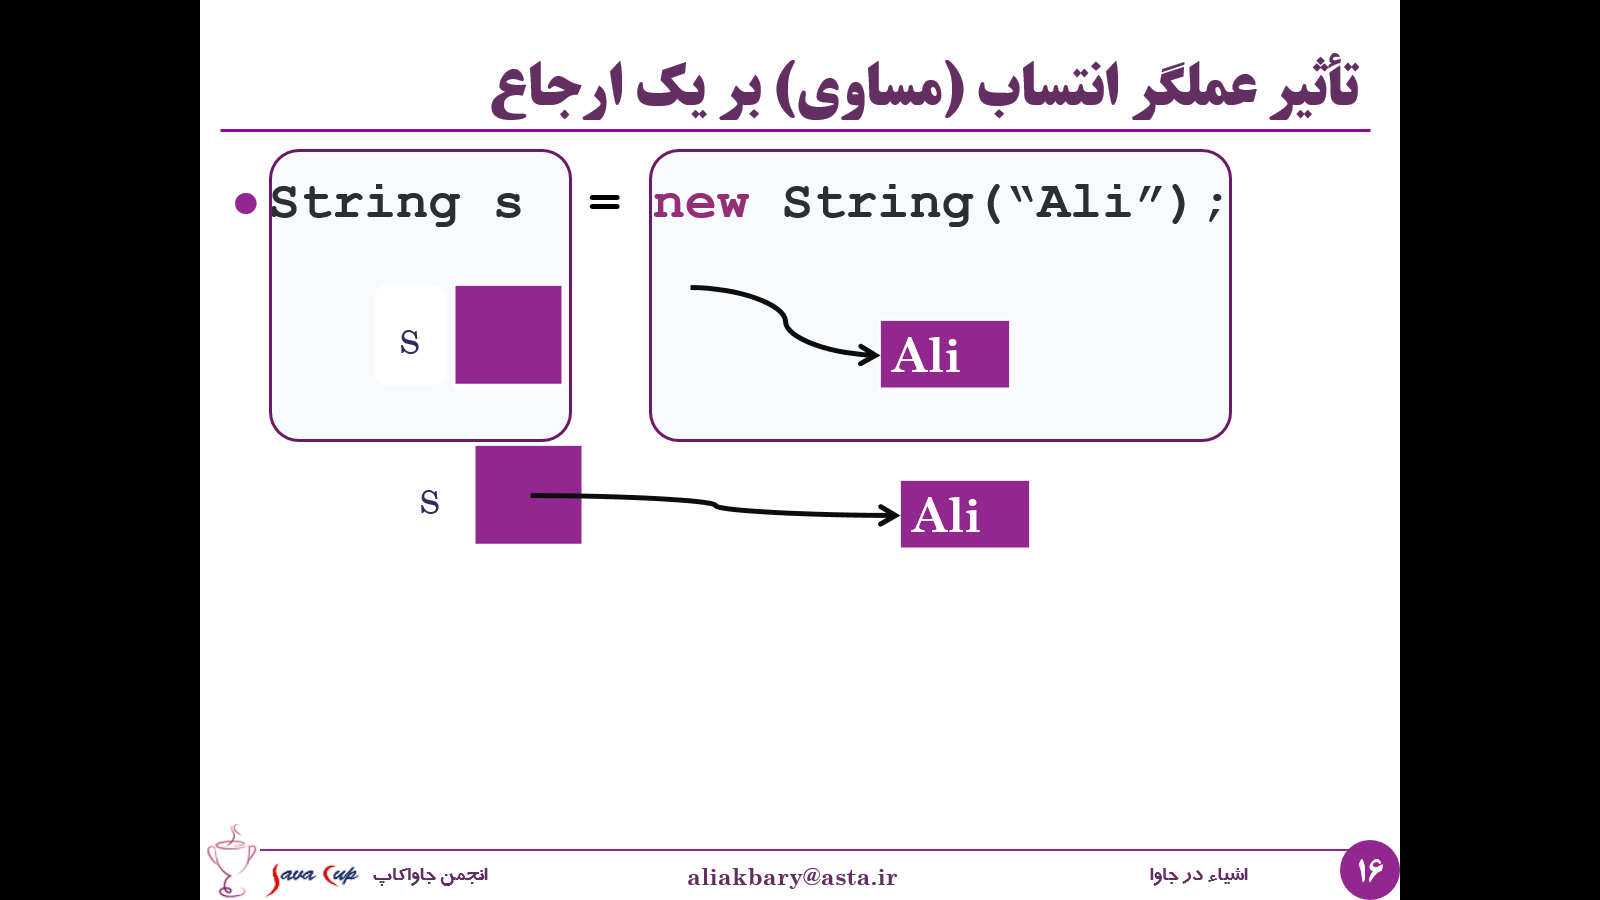 تأثیر عملگر انتساب (مساوی) بر یک ارجاع
• String s = new String(“Ali”);
s
Ali
s
Ali
Java Cup انجمن جاواکاپ
aliakbary@asta.ir
اشیاء در جاوا
۱۶